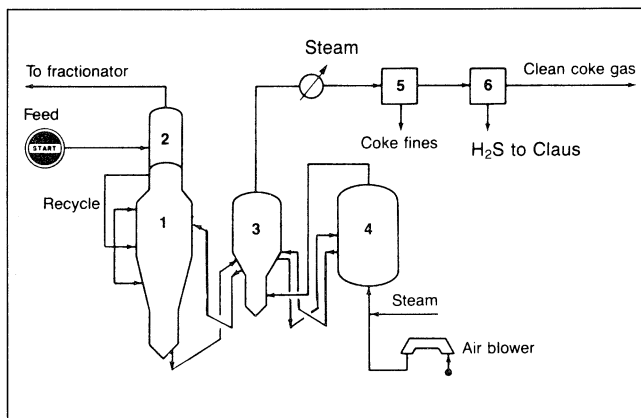 Steam
To fractionator
5
6
Clean coke gas
Feed
START
2
Coke fines
H₂S to Claus
Recycle
1
3
4
Steam
Air blower